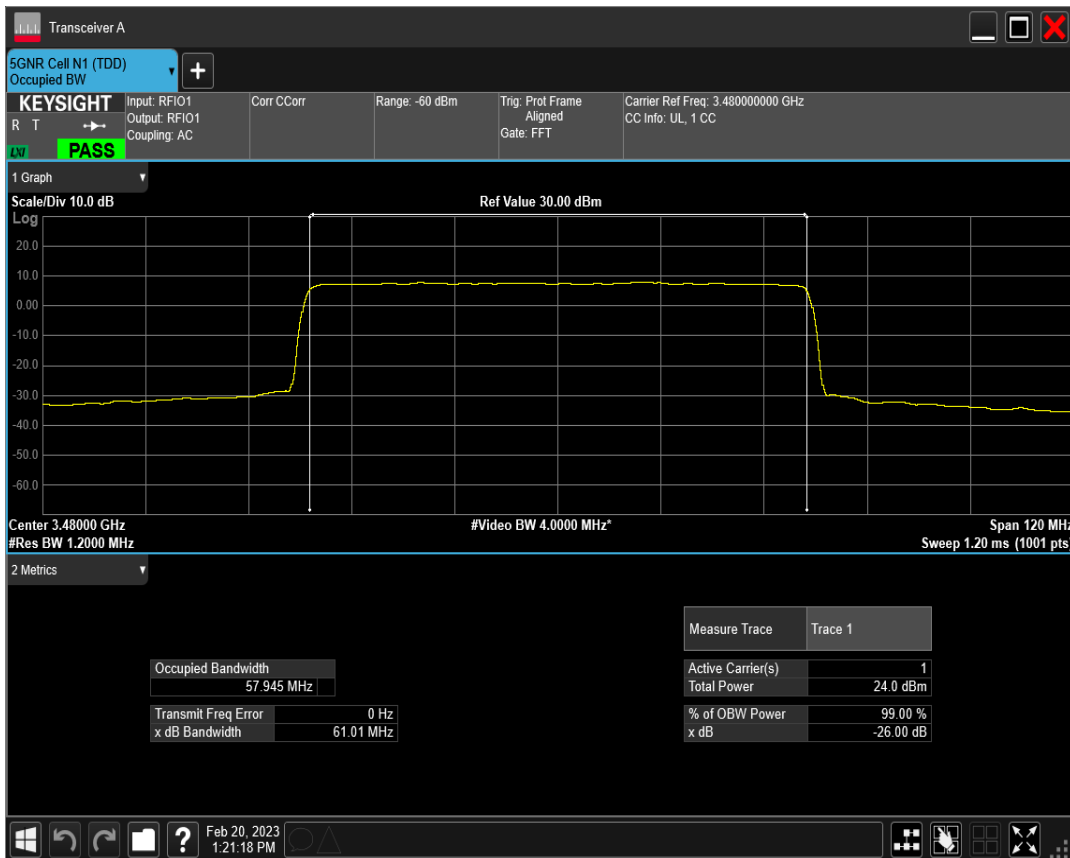 Transceiver A
5GNR Cell N1 (TDD)
Occupied BW
+
KEYSIGHT
R T
LXI
PASS
Input: RFIO1
Output: RFIO1
Coupling: AC
Corr CCorr
Range: -60 dBm
Trig: Prot Frame
Aligned
Gate: FFT
Carrier Ref Freq: 3.480000000 GHz
CC Info: UL, 1 CC
1 Graph
Scale/Div 10.0 dB
Ref Value 30.00 dBm
Log
20.0
10.0
0.00
-10.0
-20.0
-30.0
-40.0
-50.0
-60.0
Center 3.48000 GHz
#Video BW 4.0000 MHz*
Span 120 MHz
#Res BW 1.2000 MHz
Sweep 1.20 ms (1001 pts)
2 Metrics
Measure Trace Trace 1
Occupied Bandwidth
57.945 MHz
Active Carrier(s) 1
Total Power 24.0 dBm
Transmit Freq Error 0 Hz
x dB Bandwidth 61.01 MHz
% of OBW Power 99.00 %
x dB -26.00 dB
?
Feb 20, 2023
1:21:18 PM